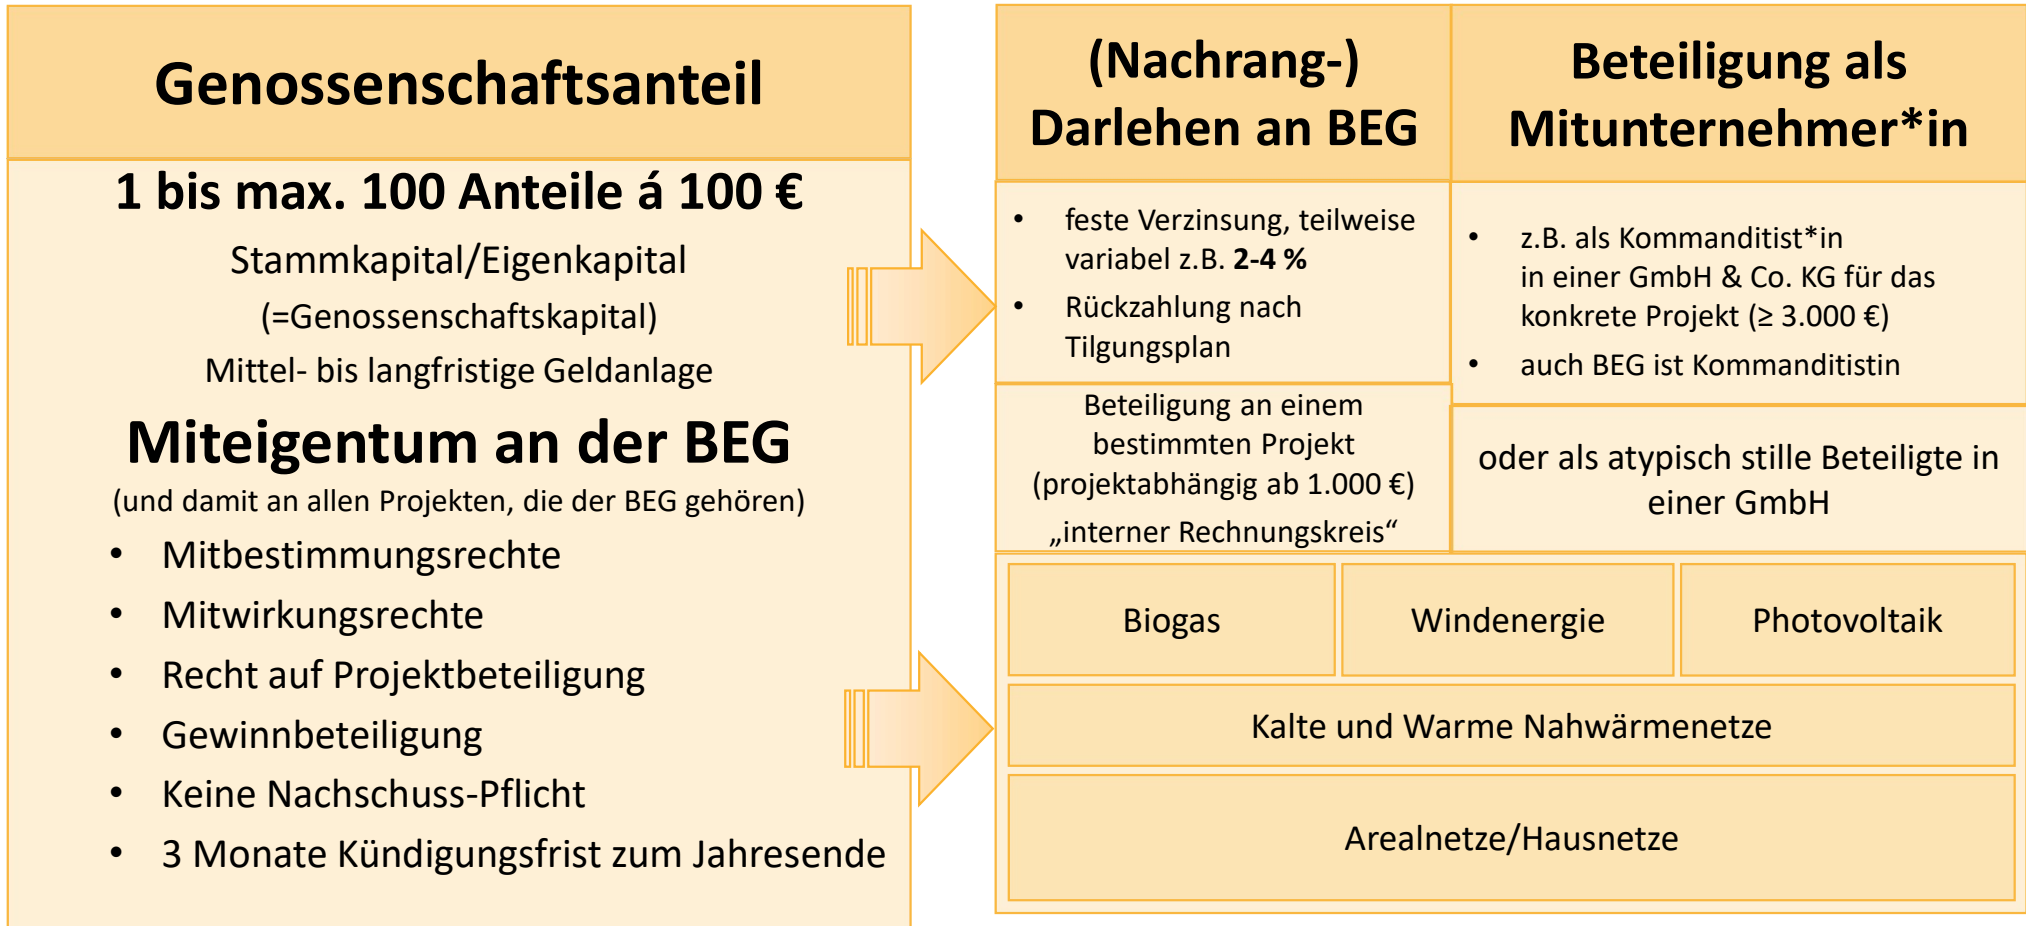 Genossenschaftsanteil
1 bis max. 100 Anteile á 100 €
Stammkapital/Eigenkapital
(=Genossenschaftskapital)
Mittel- bis langfristige Geldanlage
Miteigentum an der BEG
(und damit an allen Projekten, die der BEG gehören)
• Mitbestimmungsrechte
• Mitwirkungsrechte
• Recht auf Projektbeteiligung
• Gewinnbeteiligung
• Keine Nachschuss-Pflicht
• 3 Monate Kündigungsfrist zum Jahresende
(Nachrang-)
Darlehen an BEG
• feste Verzinsung, teilweise
variabel z.B. 2-4 %
• Rückzahlung nach
Tilgungsplan
Beteiligung an einem
bestimmten Projekt
(projektabhängig ab 1.000 €)
„interner Rechnungskreis“
Beteiligung als
Mitunternehmer*in
• z.B. als Kommanditist*in
in einer GmbH & Co. KG für das
konkrete Projekt (≥ 3.000 €)
• auch BEG ist Kommanditistin
oder als atypisch stille Beteiligte in
einer GmbH
Biogas
Windenergie
Photovoltaik
Kalte und Warme Nahwärmenetze
Arealnetze/Hausnetze